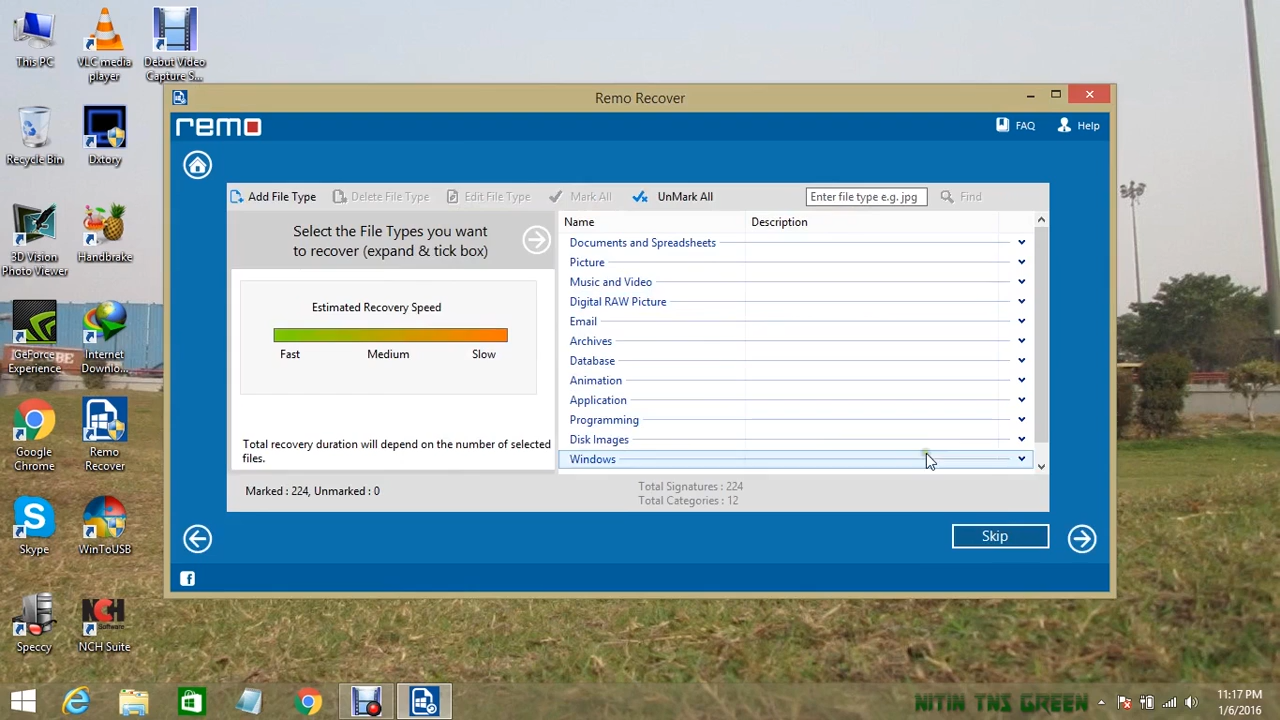 This PC
VLC media
player
Debut Video
Capture S...
Recycle Bin
Dxtory
3D Vision
Photo Viewer
Handbrake
GeForce
Experience
Internet
Downlo...
Google
Chrome
Remo
Recover
Skype
WinToUSB
Speccy
NCH
Software
NCH Suite
Remo Recover
remo
FAQ
Help
Add File Type
Delete File Type
Edit File Type
Mark All
UnMark All
Enter file type e.g. jpg
Find
Select the File Types you want
to recover (expand & tick box)
Estimated Recovery Speed
Fast
Medium
Slow
Total recovery duration will depend on the number of selected
files.
Name
Description
Documents and Spreadsheets
Picture
Music and Video
Digital RAW Picture
Email
Archives
Database
Animation
Application
Programming
Disk Images
Windows
Marked : 224, Unmarked : 0
Total Signatures : 224
Total Categories : 12
Skip
NITIN TNS GREEN
11:17 PM
1/6/2016